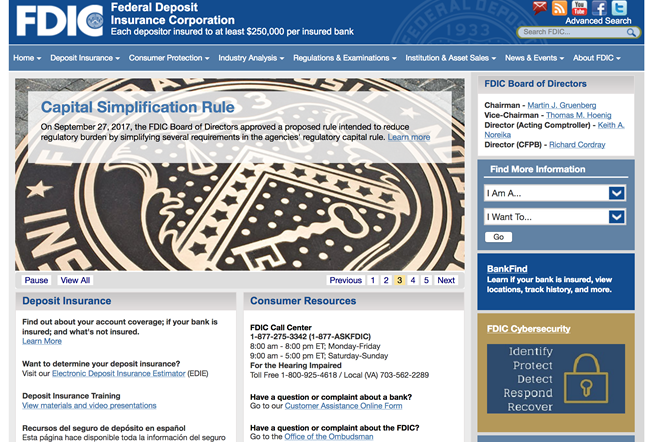 FDIC
Federal Deposit
Insurance Corporation
Each depositor insured to at least $250,000 per insured bank
You
Tube
Advanced Search
Search FDIC...
Home
Deposit Insurance
Consumer Protection
Industry Analysis
Regulations & Examinations
Institution & Asset Sales
News & Events
About FDIC
Capital Simplification Rule
On September 27, 2017, the FDIC Board of Directors approved a proposed rule intended to reduce
regulatory burden by simplifying several requirements in the agencies' regulatory capital rule. Learn more
Pause
View All
Previous 1 2 3 4 5 Next
Deposit Insurance
Find out about your account coverage; if your bank is
insured; and what's not insured.
Learn More
Want to determine your deposit insurance?
Visit our Electronic Deposit Insurance Estimator (EDIE)
Deposit Insurance Training
View materials and video presentations
Recursos del seguro de depósito en español
Esta página hace disponible toda la información del seguro
Consumer Resources
FDIC Call Center
1-877-275-3342 (1-877-ASKFDIC)
8:00 am - 8:00 pm ET; Monday-Friday
9:00 am - 5:00 pm ET; Saturday-Sunday
For the Hearing Impaired
Toll Free 1-800-925-4618 / Local (VA) 703-562-2289
Have a question or complaint about a bank?
Go to our Customer Assistance Online Form
Have a question or complaint about the FDIC?
Go to the Office of the Ombudsman
FDIC Board of Directors
Chairman - Martin J. Gruenberg
Vice-Chairman - Thomas M. Hoenig
Director (Acting Comptroller) - Keith A.
Noreika
Director (CFPB) - Richard Cordray
Find More Information
I Am A...
I Want To...
Go
BankFind
Learn if your bank is insured, view
locations, track history, and more.
FDIC Cybersecurity
Identify
Protect
Detect
Respond
Recover